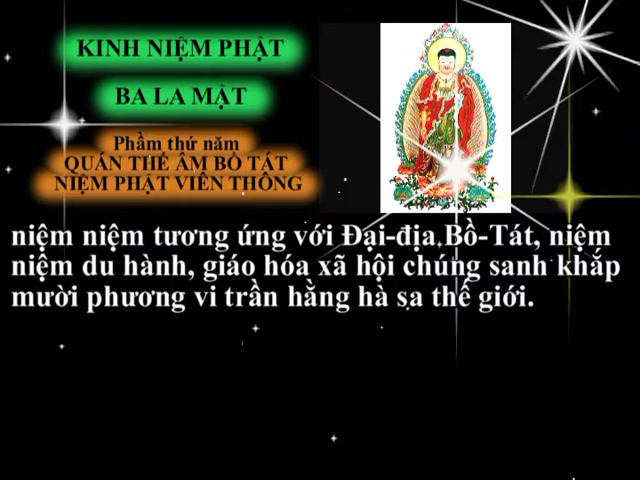 KINH NIỆM PHẬT
BA LA MẬT
Phẩm thứ năm
QUÁN THẾ ÂM BỒ TÁT
NIỆM PHẬT VIÊN THÔNG
niệm niệm tương ứng với Đại-địa Bồ-Tát, niệm
niệm du hành, giáo hóa xã hội chúng sanh khắp
mười phương vi trần hằng hà sa thế giới.